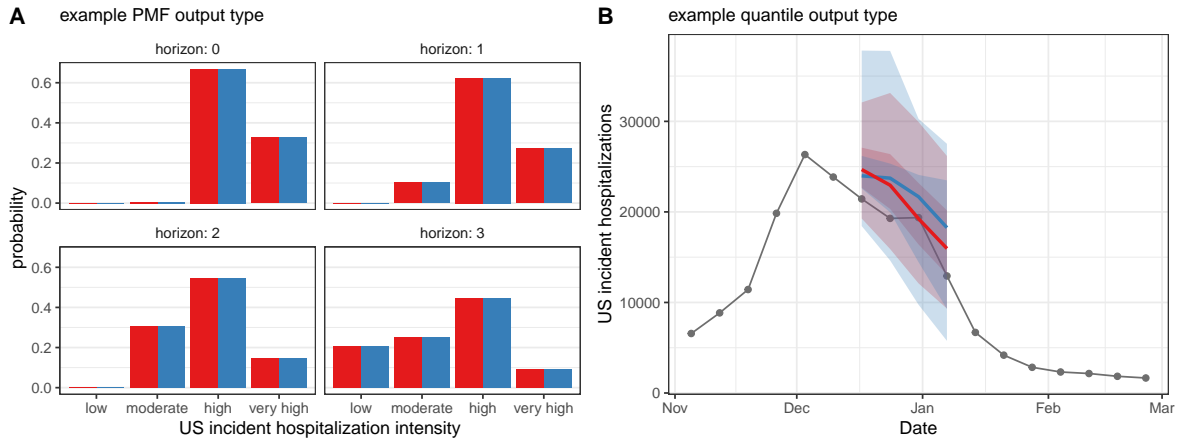 A example PMF output type
horizon: 0
horizon: 1
0.6
0.4
0.2
0.0
horizon: 2
horizon: 3
0.6
0.4
0.2
0.0
probability
low moderate high very high
low moderate high very high
US incident hospitalization intensity
B example quantile output type
30000
20000
10000
0
US incident hospitalizations
Nov Dec Jan Feb Mar
Date